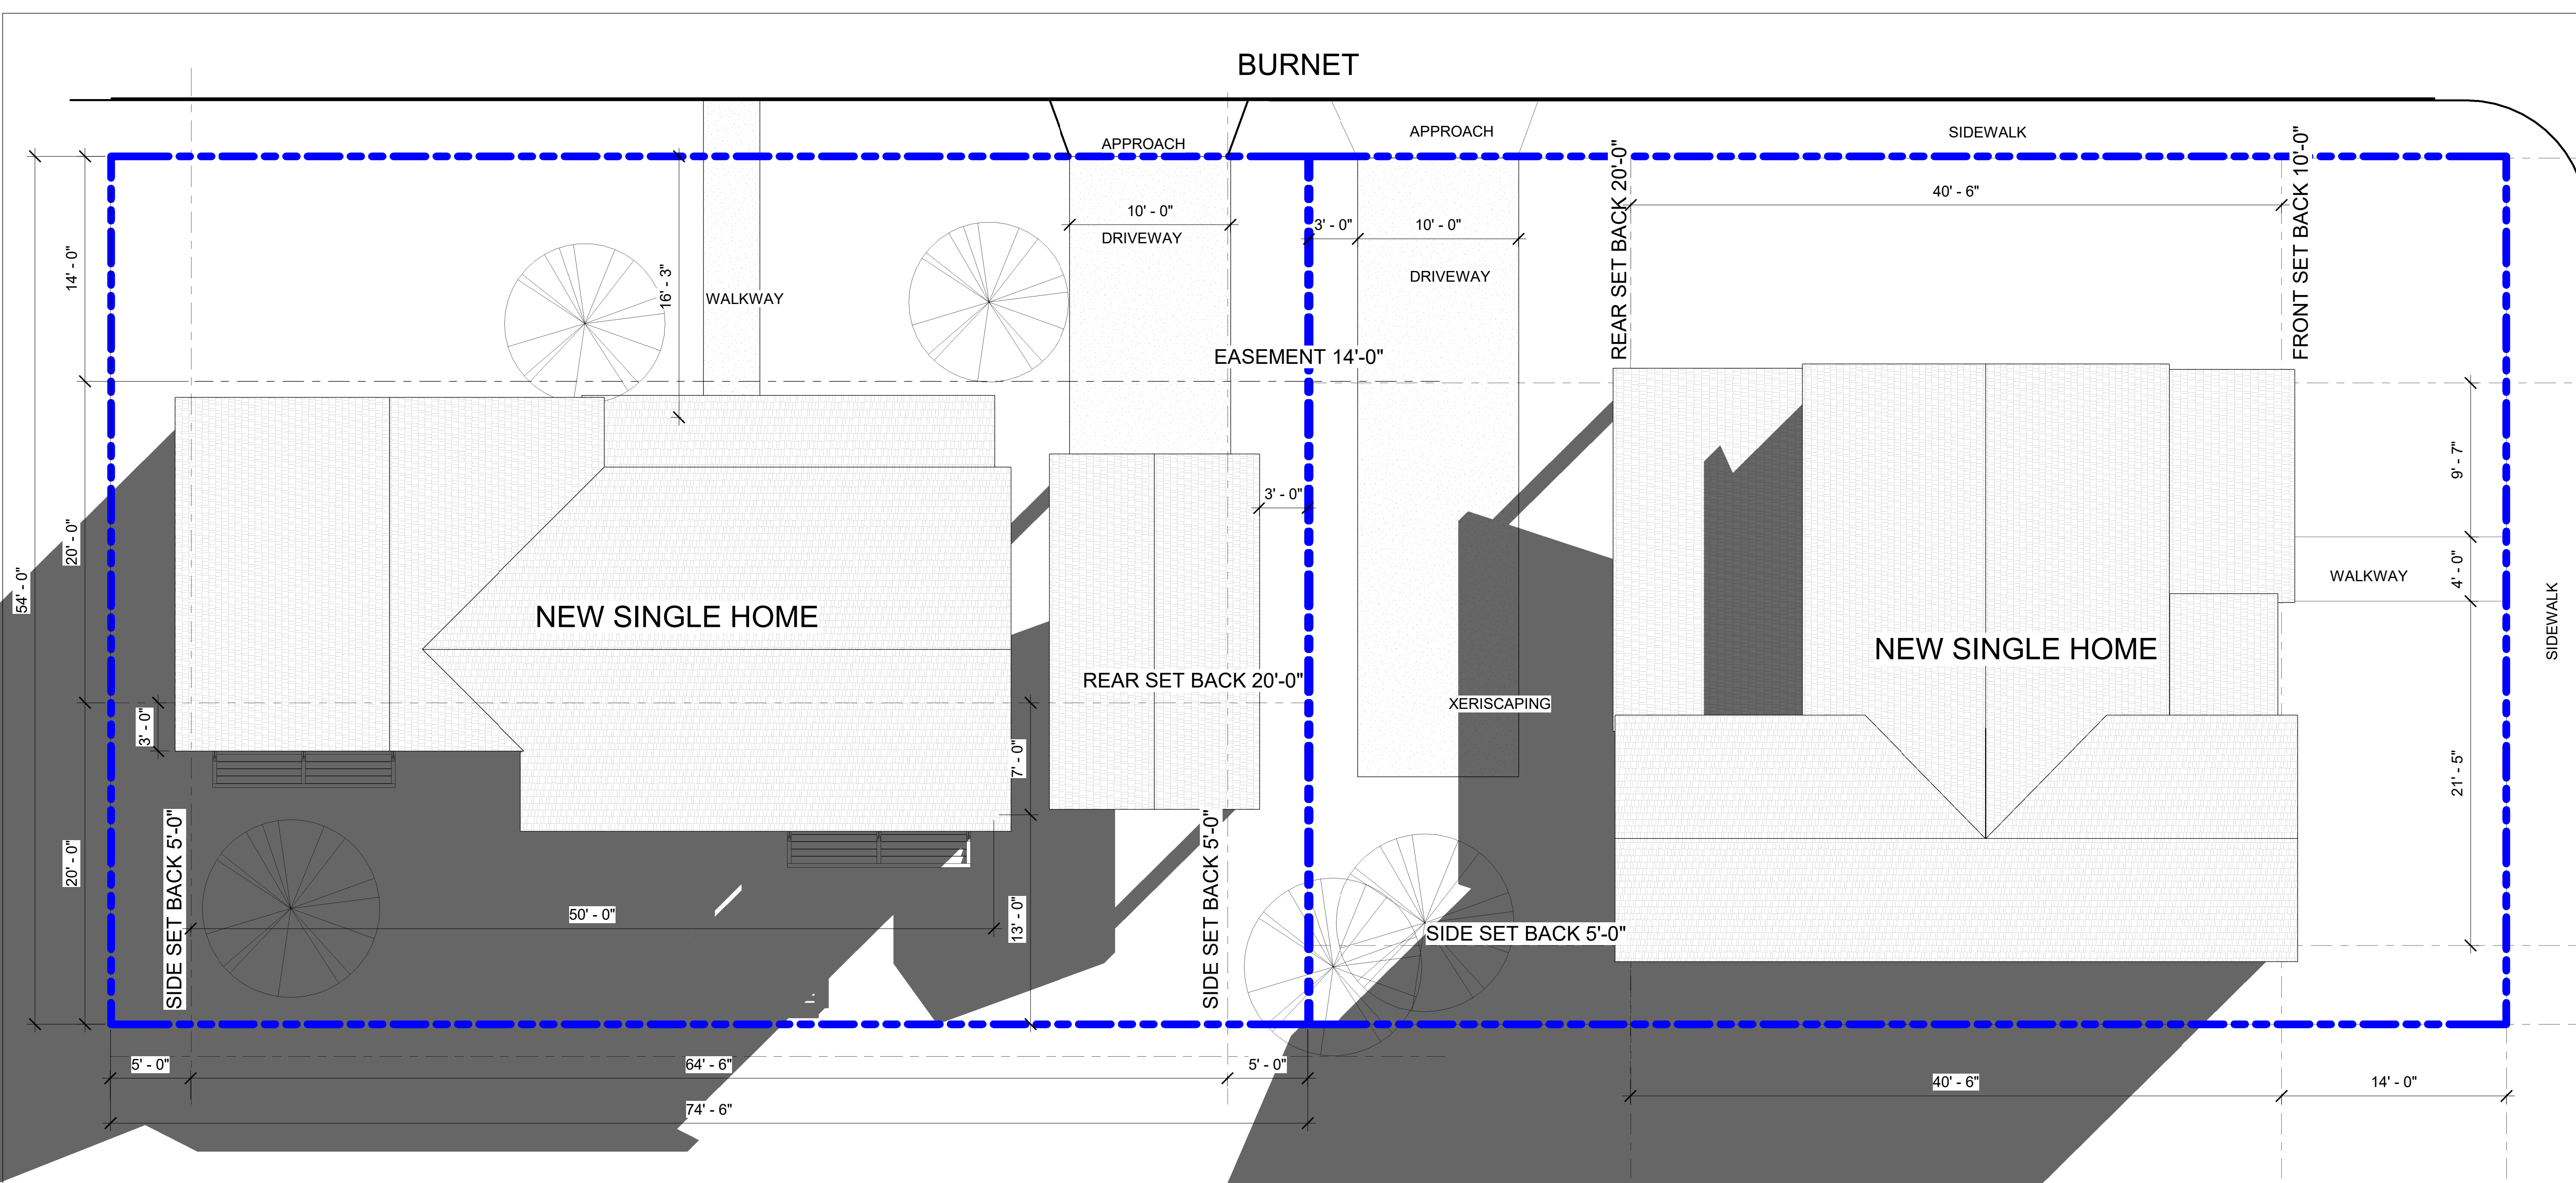 BURNET
APPROACH
APPROACH
SIDEWALK
REAR SET BACK 20'-0"
FRONT SET BACK 10'-0"
40' - 6"
10' - 0"
DRIVEWAY
3' - 0"
10' - 0"
DRIVEWAY
14' - 0"
16' - 3"
WALKWAY
EASEMENT 14'-0"
9' - 7"
3' - 0"
20' - 0"
54' - 0"
4' - 0"
WALKWAY
SIDEWALK
NEW SINGLE HOME
NEW SINGLE HOME
REAR SET BACK 20'-0"
XERISCAPING
3' - 0"
7' - 0"
21' - 5"
20' - 0"
SIDE SET BACK 5'-0"
50' - 0"
13' - 0"
SIDE SET BACK 5'-0"
SIDE SET BACK 5'-0"
5' - 0"
64' - 6"
5' - 0"
40' - 6"
14' - 0"
74' - 6"